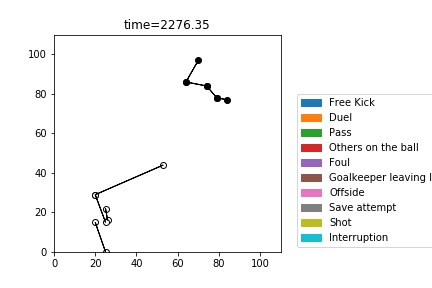 time=2276.35
100
80
60
40
20
0
0 20 40 60 80 100
Free Kick
Duel
Pass
Others on the ball
Foul
Goalkeeper leaving l
Offside
Save attempt
Shot
Interruption